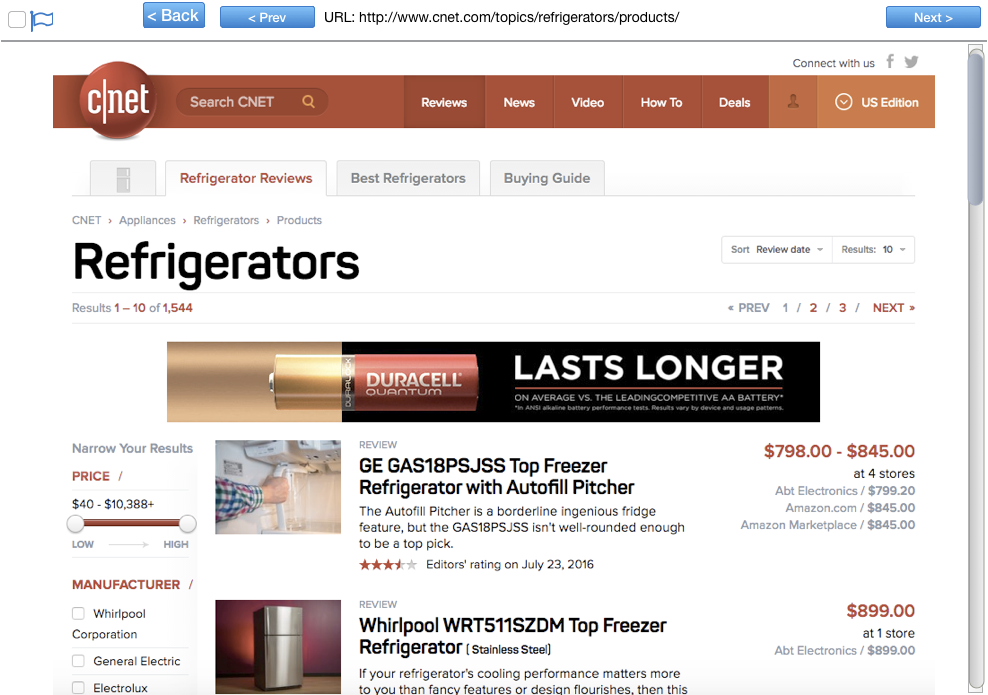 < Back
< Prev
URL: http://www.cnet.com/topics/refrigerators/products/
Next >
Connect with us
c|net
Search CNET
Reviews
News
Video
How To
Deals
US Edition
Refrigerator Reviews
Best Refrigerators
Buying Guide
CNET › Appliances › Refrigerators › Products
Refrigerators
Sort Review date
Results: 10
Results 1 – 10 of 1,544
« PREV 1 / 2 / 3 / NEXT »
DURACELL
QUANTUM
LASTS LONGER
ON AVERAGE VS. THE LEADINGCOMPETITIVE AA BATTERY*
*In ANSI alkaline battery performance tests. Results vary by device and usage patterns.
Narrow Your Results
PRICE /
$40 - $10,388+
LOW
HIGH
MANUFACTURER /
Whirlpool
Corporation
General Electric
Electrolux
REVIEW
GE GAS18PSJSS Top Freezer
Refrigerator with Autofill Pitcher
The Autofill Pitcher is a borderline ingenious fridge
feature, but the GAS18PSJSS isn't well-rounded enough
to be a top pick.
Editors' rating on July 23, 2016
$798.00 - $845.00
at 4 stores
Abt Electronics / $799.20
Amazon.com / $845.00
Amazon Marketplace / $845.00
REVIEW
Whirlpool WRT511SZDM Top Freezer
Refrigerator [ Stainless Steel]
If your refrigerator's cooling performance matters more
to you than fancy features or design flourishes, then this
$899.00
at 1 store
Abt Electronics / $899.00